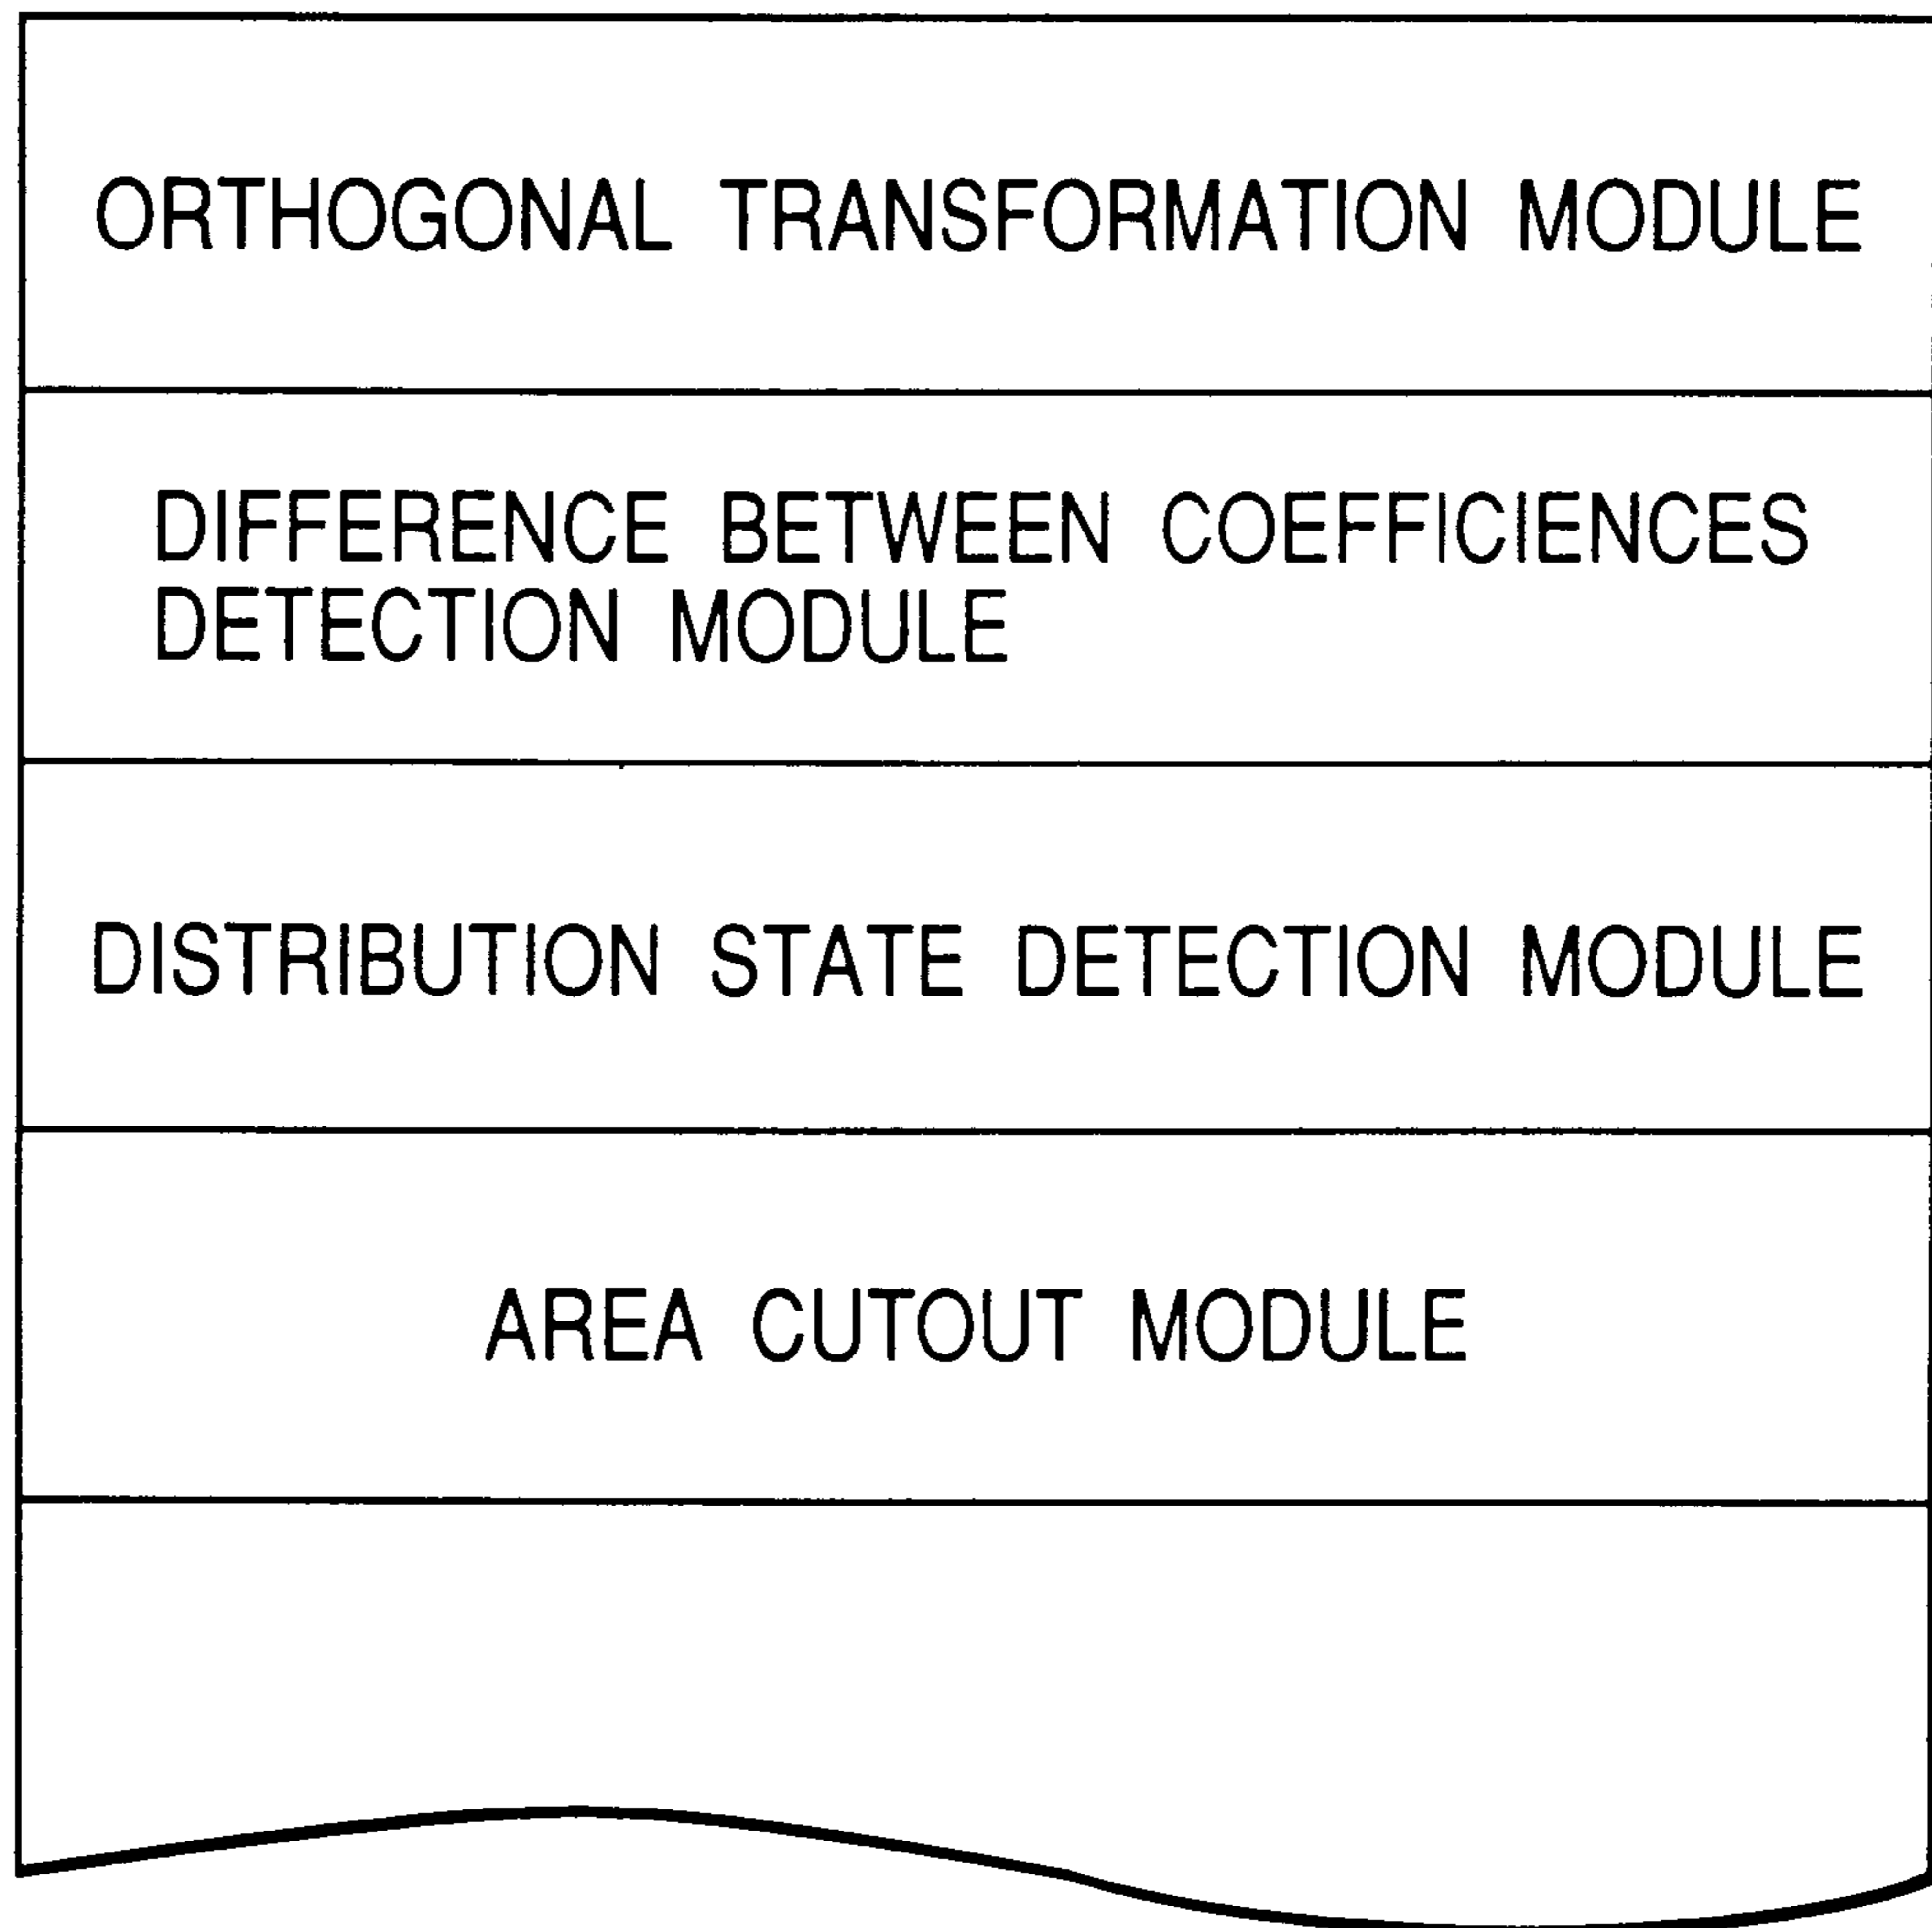 ORTHOGONAL TRANSFORMATION MODULE
DIFFERENCE BETWEEN COEFFICIENCES
DETECTION MODULE
DISTRIBUTION STATE DETECTION MODULE
AREA CUTOUT MODULE